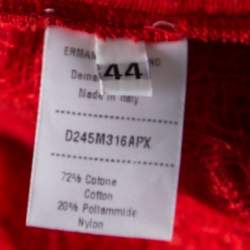 44
Made in Italy
D245M316APX
72% Cotone
Cotton
20% Poliammide
Nylon